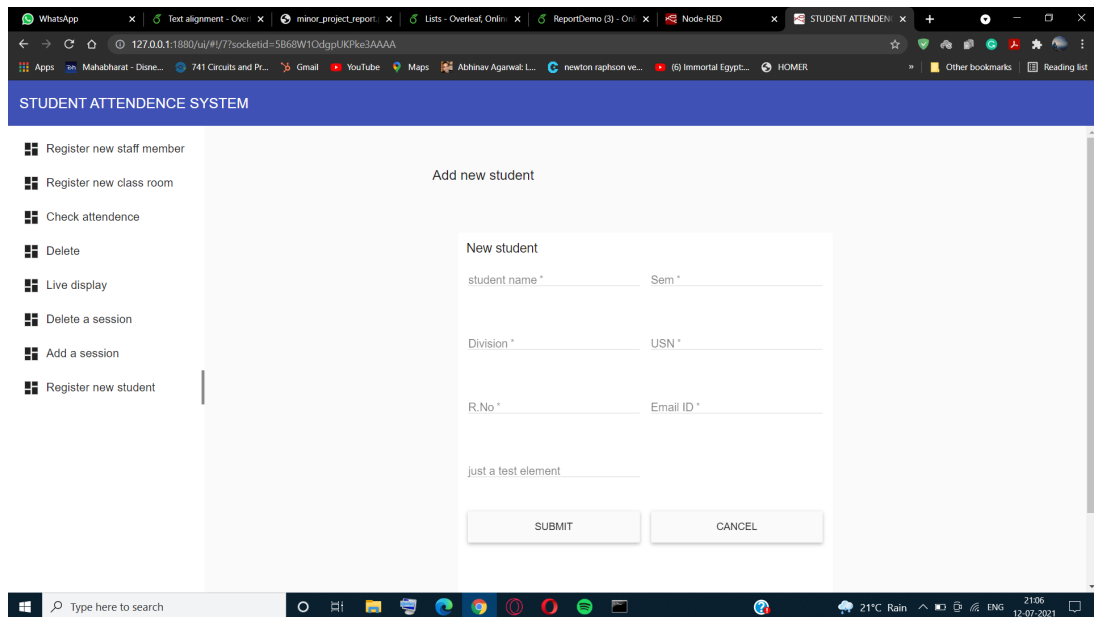 WhatsApp
Text alignment - Over
minor_project_report.
Lists - Overleaf, Onlin
ReportDemo (3) - Onl
Node-RED
STUDENT ATTENDEN
127.0.0.1:1880/ui/#!/7?socketid=5B68W1OdgpUKPke3AAAA
Apps
Mahabharat - Disne...
741 Circuits and Pr...
Gmail
YouTube
Maps
Abhinav Agarwal: L...
newton raphson ve...
(6) Immortal Egypt:...
HOMER
»
Other bookmarks
Reading list
STUDENT ATTENDENCE SYSTEM
Register new staff member
Register new class room
Check attendence
Delete
Live display
Delete a session
Add a session
Register new student
Add new student
New student
student name *
Sem *
Division *
USN *
R.No *
Email ID *
just a test element
SUBMIT
CANCEL
Type here to search
21°C Rain
ENG
21:06
12-07-2021